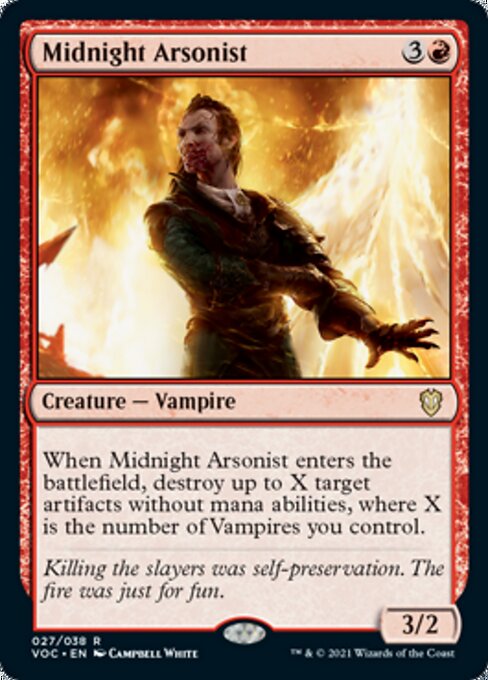 Midnight Arsonist 3
Creature — Vampire
When Midnight Arsonist enters the
battlefield, destroy up to X target
artifacts without mana abilities, where X
is the number of Vampires you control.
Killing the slayers was self-preservation. The
fire was just for fun.
3/2
027/038 R
VOC • EN CAMPBELL WHITE
™ & © 2021 Wizards of the Coast